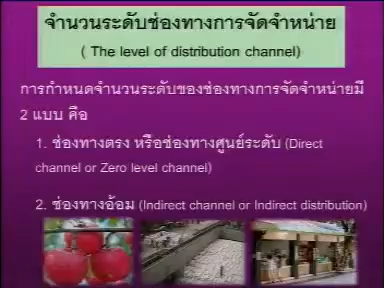 จำนวนระดับช่องทางการจัดจำหน่าย
( The level of distribution channel)
การกำหนดจำนวนระดับของช่องทางการจัดจำหน่ายมี
2 แบบ คือ
1. ช่องทางตรง หรือช่องทางศูนย์ระดับ (Direct
channel or Zero level channel)
2. ช่องทางอ้อม (Indirect channel or Indirect distribution)